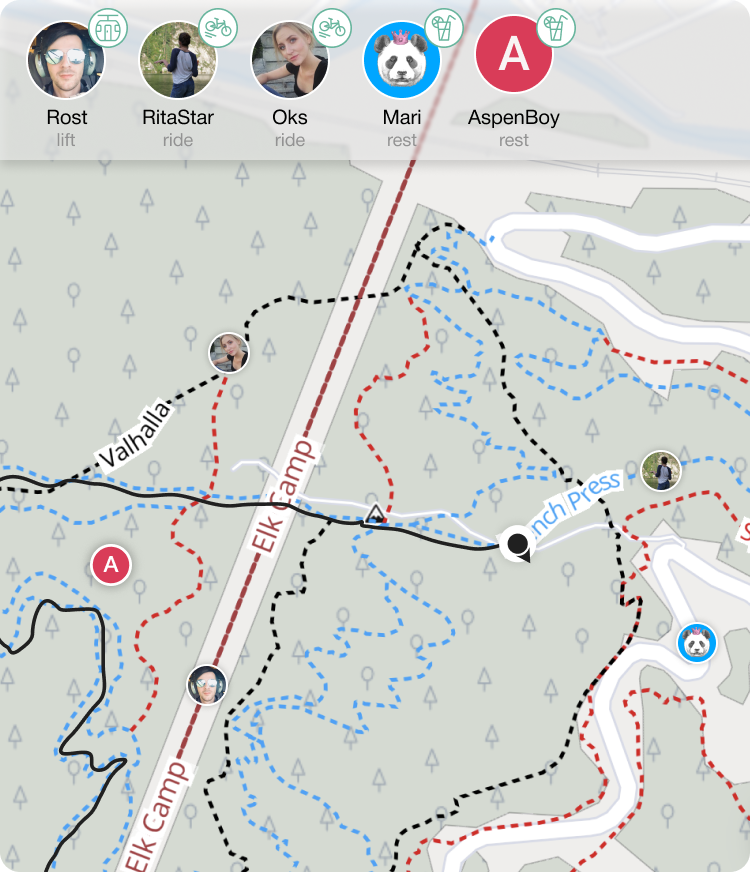 A
Rost
RitaStar
Oks
Mari
AspenBoy
lift
ride
ride
rest
rest
Valhalla
Elk Camp
nch Press
S
A
Elk Camp